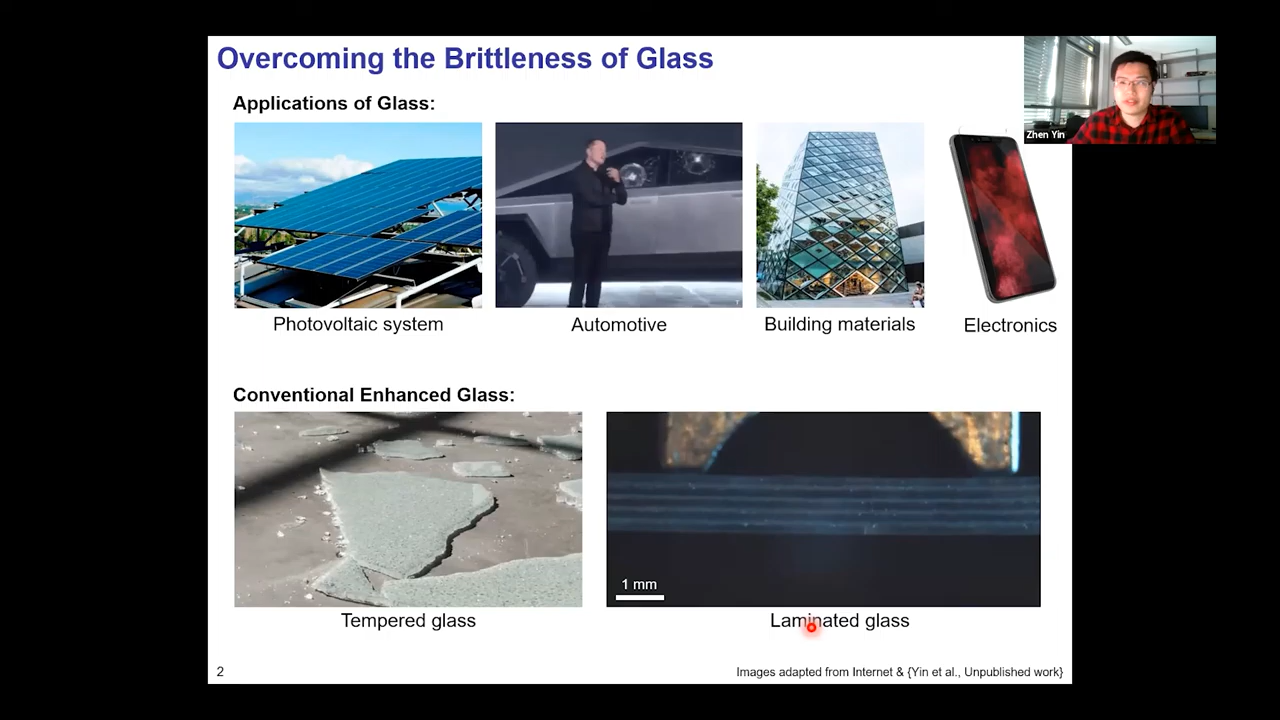 Overcoming the Brittleness of Glass
Applications of Glass:
Zhen Yin
Photovoltaic system
Automotive
Building materials
Electronics
Conventional Enhanced Glass:
1 mm
Tempered glass
Laminated glass
2
Images adapted from Internet & {Yin et al., Unpublished work}